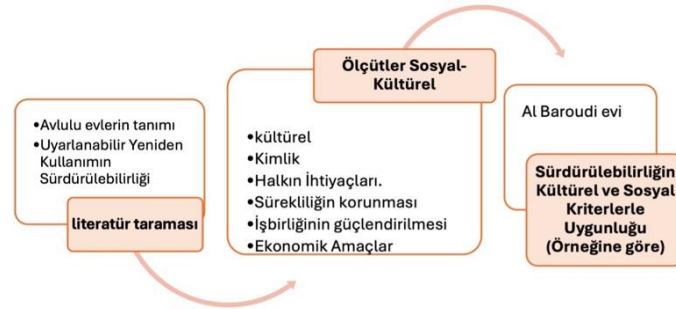 •Avlulu evlerin tanımı
•Uyarlanabilir Yeniden
Kullanımın
Sürdürülebilirliği
literatür taraması
Ölçütler Sosyal-
Kültürel
•kültürel
•Kimlik
•Halkın İhtiyaçları.
•Sürekliliğin korunması
•İşbirliğinin güçlendirilmesi
•Ekonomik Amaçlar
Al Baroudi evi
Sürdürülebilirliğin
Kültürel ve Sosyal
Kriterlerle
Uygunluğu
(Örneğine göre)